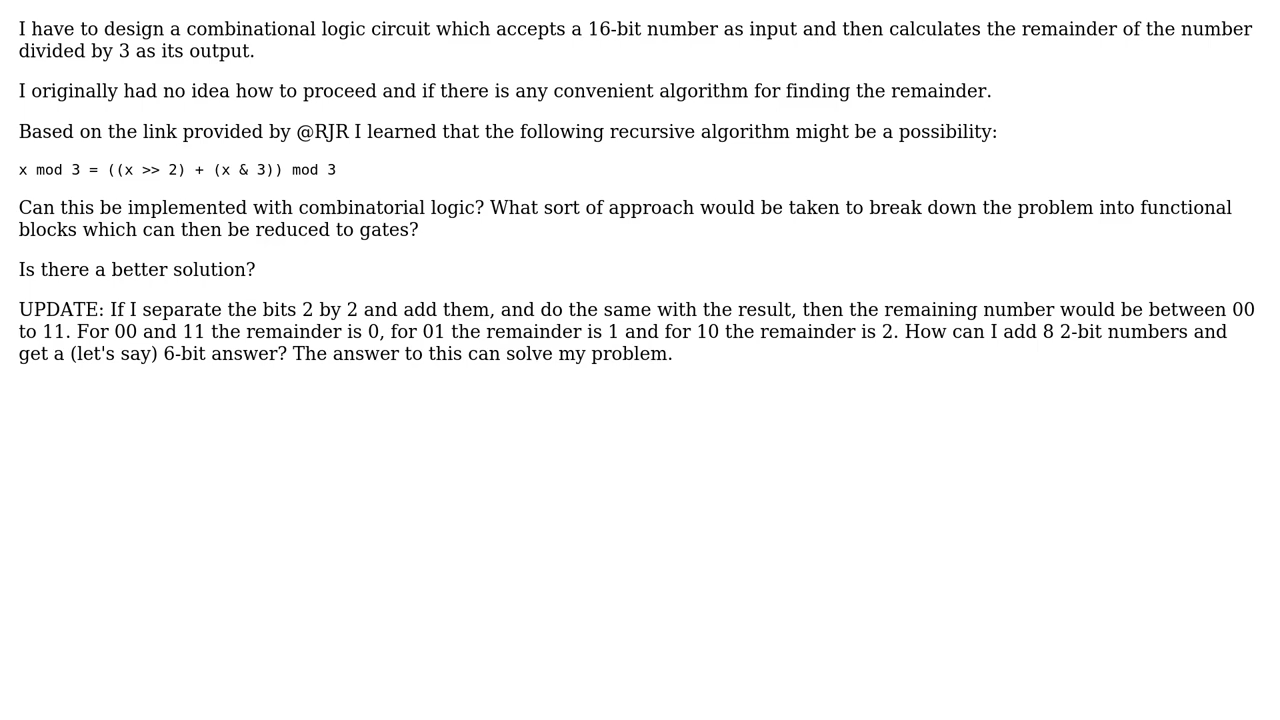 I have to design a combinational logic circuit which accepts a 16-bit number as input and then calculates the remainder of the number
divided by 3 as its output.
I originally had no idea how to proceed and if there is any convenient algorithm for finding the remainder.
Based on the link provided by @RJR I learned that the following recursive algorithm might be a possibility:
x mod 3 = ((x >> 2) + (x & 3)) mod 3
Can this be implemented with combinatorial logic? What sort of approach would be taken to break down the problem into functional
blocks which can then be reduced to gates?
Is there a better solution?
UPDATE: If I separate the bits 2 by 2 and add them, and do the same with the result, then the remaining number would be between 00
to 11. For 00 and 11 the remainder is 0, for 01 the remainder is 1 and for 10 the remainder is 2. How can I add 8 2-bit numbers and
get a (let's say) 6-bit answer? The answer to this can solve my problem.